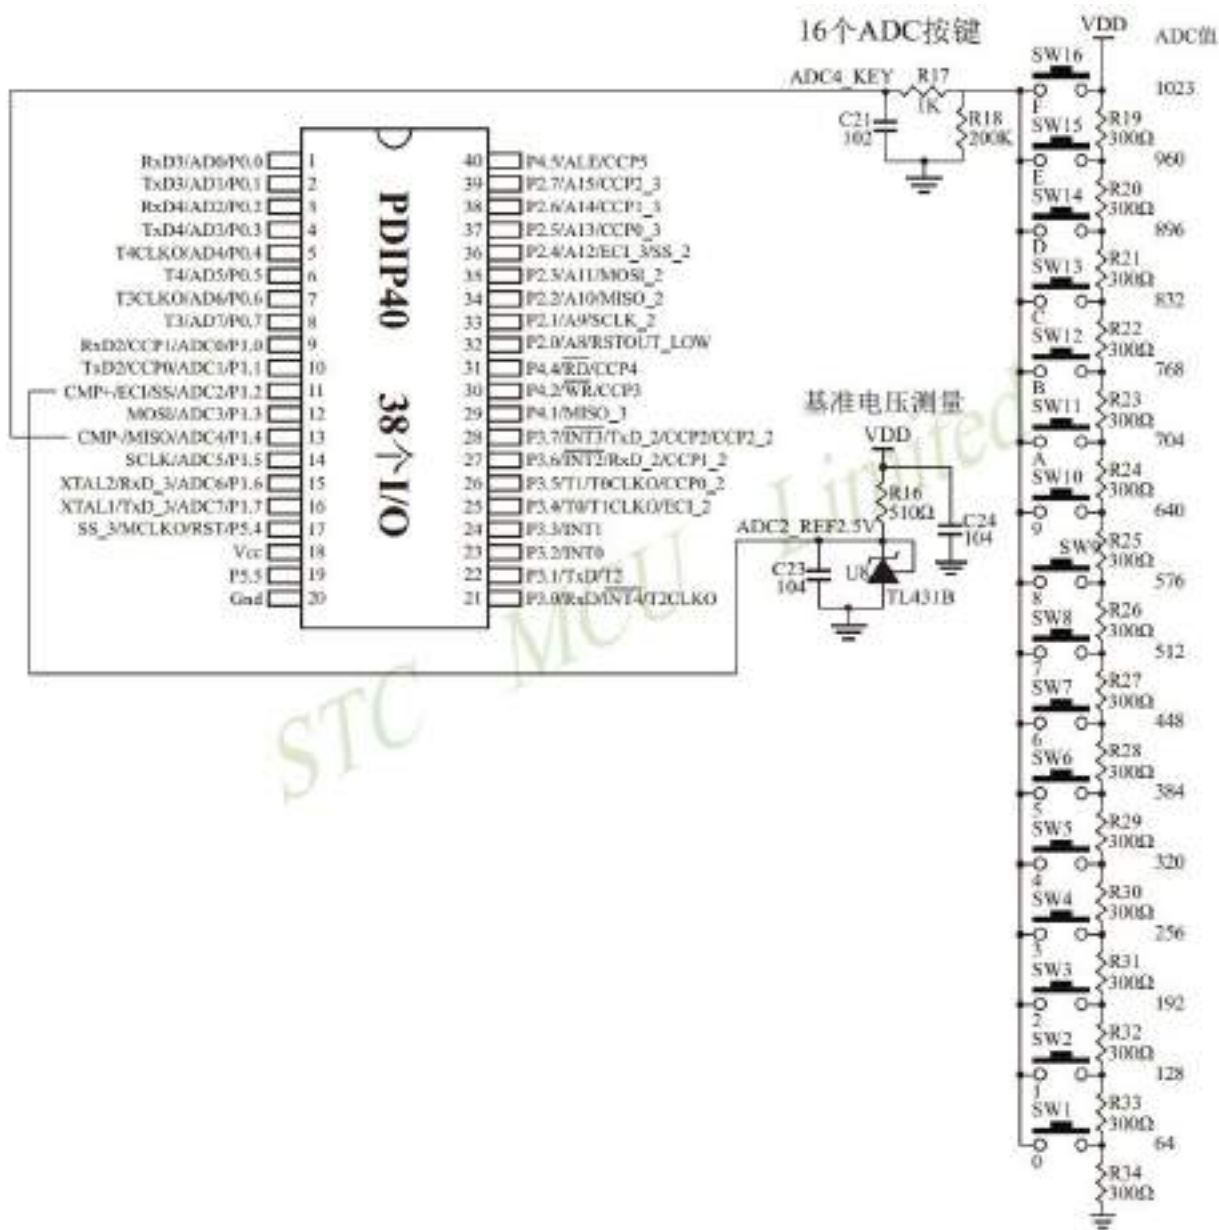 16个ADC按键
VDD
ADC值
ADC4_KEY
R17
1K
C21
102
R18
200K
SW16
1023
F
R19
300Ω
SW15
960
E
R20
300Ω
SW14
896
D
R21
300Ω
SW13
832
C
R22
300Ω
SW12
768
B
R23
300Ω
SW11
704
A
R24
300Ω
SW10
640
9
R25
300Ω
SW9
576
8
R26
300Ω
SW8
512
7
R27
300Ω
SW7
448
6
R28
300Ω
SW6
384
5
R29
300Ω
SW5
320
4
R30
300Ω
SW4
256
3
R31
300Ω
SW3
192
2
R32
300Ω
SW2
128
1
R33
300Ω
SW1
64
0
R34
300Ω
PDIP40 38个I/O
RxD3/AD0/P0.0 1
TxD3/AD1/P0.1 2
RxD4/AD2/P0.2 3
TxD4/AD3/P0.3 4
T4CLKO/AD4/P0.4 5
T4/AD5/P0.5 6
T3CLKO/AD6/P0.6 7
T3/AD7/P0.7 8
RxD2/CCP1/ADC0/P1.0 9
TxD2/CCP0/ADC1/P1.1 10
CMP+/ECI/SS/ADC2/P1.2 11
MOSI/ADC3/P1.3 12
CMP-/MISO/ADC4/P1.4 13
SCLK/ADC5/P1.5 14
XTAL2/RxD_3/ADC6/P1.6 15
XTAL1/TxD_3/ADC7/P1.7 16
SS_3/MCLKO/RST/P5.4 17
Vcc 18
P5.5 19
Gnd 20
40 P4.5/ALE/CCP5
39 P2.7/A15/CCP2_3
38 P2.6/A14/CCP1_3
37 P2.5/A13/CCP0_3
36 P2.4/A12/ECI_3/SS_2
35 P2.3/A11/MOSI_2
34 P2.2/A10/MISO_2
33 P2.1/A9/SCLK_2
32 P2.0/A8/RSTOUT_LOW
31 P4.4/RD/CCP4
30 P4.2/WR/CCP3
29 P4.1/MISO_3
28 P3.7/INT3/TxD_2/CCP2/CCP2_2
27 P3.6/INT2/RxD_2/CCP1_2
26 P3.5/T1/T0CLKO/CCP0_2
25 P3.4/T0/T1CLKO/ECI_2
24 P3.3/INT1
23 P3.2/INT0
22 P3.1/TxD/T2
21 P3.0/RxD/INT4/T2CLKO
基准电压测量
VDD
R16
510Ω
ADC2_REF2.5V
C24
104
C23
104
U8
TL431B
STC MCU Limited